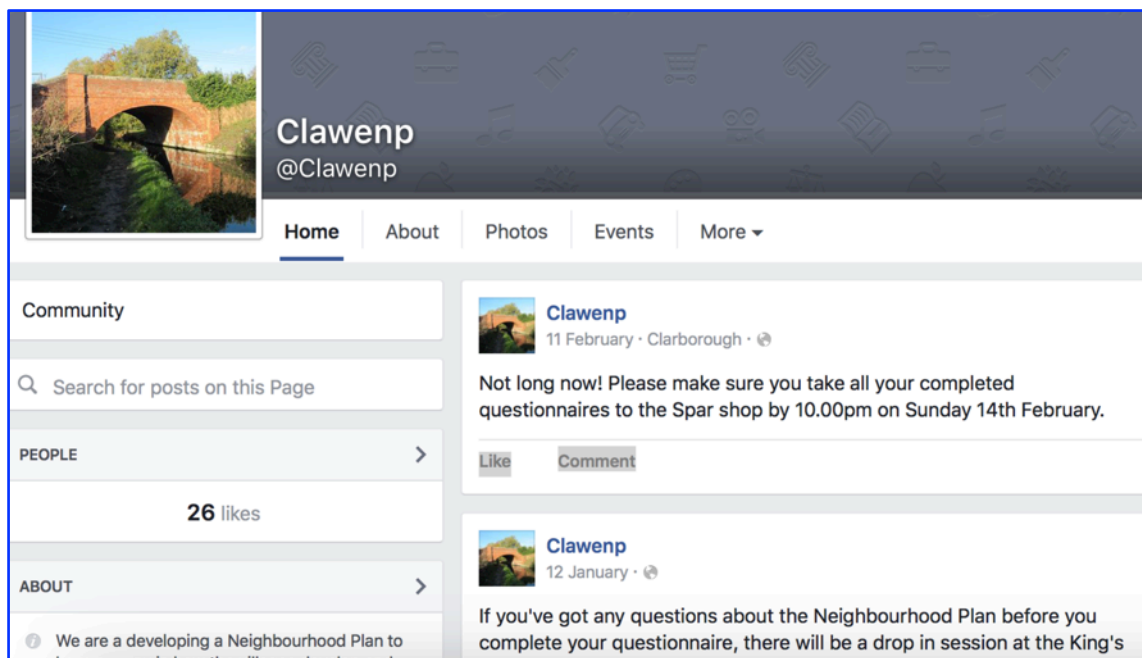 Clawenp
@Clawenp
Home About Photos Events More
Community
Search for posts on this Page
PEOPLE
26 likes
ABOUT
We are a developing a Neighbourhood Plan to
Clawenp
11 February · Clarborough ·
Not long now! Please make sure you take all your completed
questionnaires to the Spar shop by 10.00pm on Sunday 14th February.
Like Comment
Clawenp
12 January ·
If you've got any questions about the Neighbourhood Plan before you
complete your questionnaire, there will be a drop in session at the King's